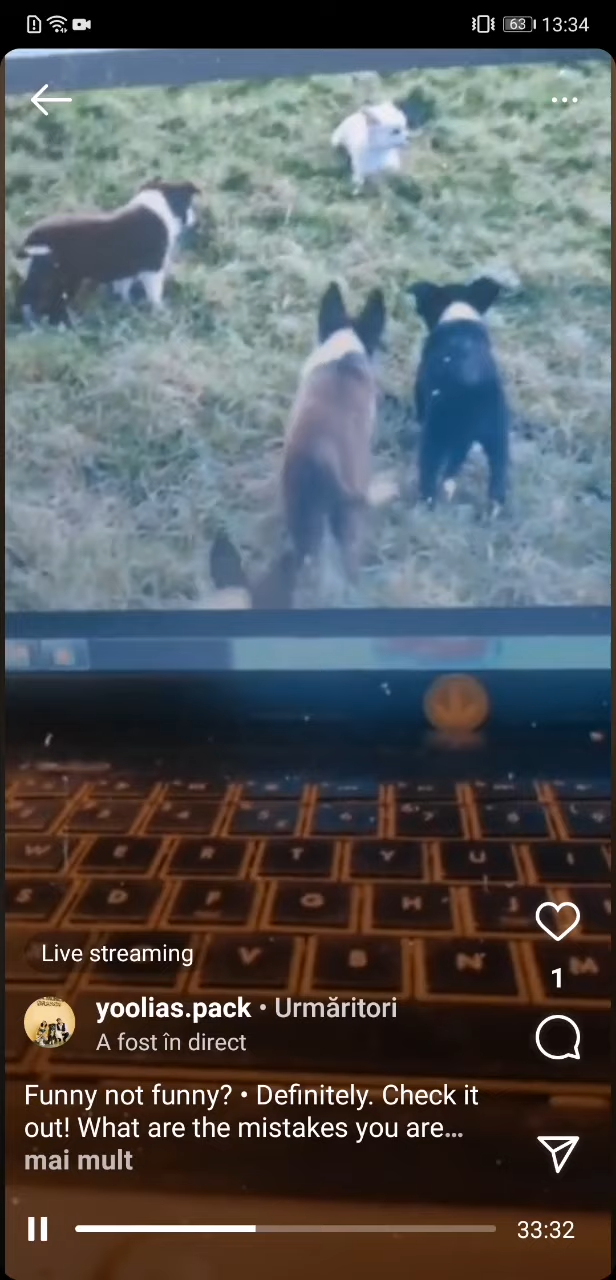 63 13:34
W E R T Y U I
S D F G H J
V B N M
Live streaming
1
yoolias.pack • Urmăritori
A fost în direct
Funny not funny? • Definitely. Check it
out! What are the mistakes you are...
mai mult
33:32